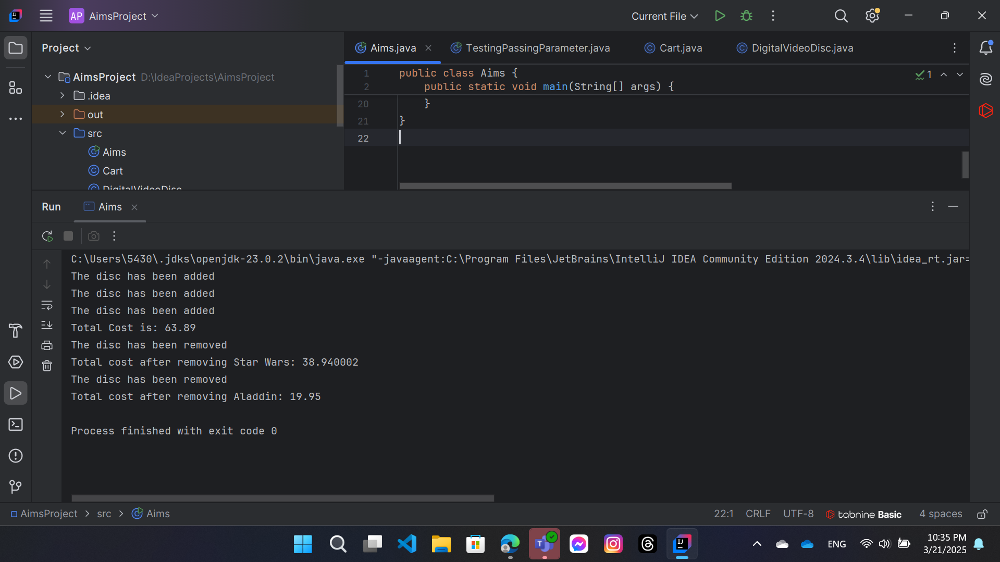 AP AimsProject
Current File
Project
Aims.java
TestingPassingParameter.java
Cart.java
DigitalVideoDisc.java
AimsProject D:\IdeaProjects\AimsProject
.idea
out
src
Aims
Cart
DigitalVideoDisc
1 public class Aims {
2 public static void main(String[] args) {
20 }
21 }
22
1
Run
Aims
C:\Users\5430\.jdks\openjdk-23.0.2\bin\java.exe "-javaagent:C:\Program Files\JetBrains\IntelliJ IDEA Community Edition 2024.3.4\lib\idea_rt.jar=
The disc has been added
The disc has been added
The disc has been added
Total Cost is: 63.89
The disc has been removed
Total cost after removing Star Wars: 38.940002
The disc has been removed
Total cost after removing Aladdin: 19.95
Process finished with exit code 0
AimsProject > src > Aims
22:1 CRLF UTF-8 tabnine Basic 4 spaces
ENG
10:35 PM
3/21/2025